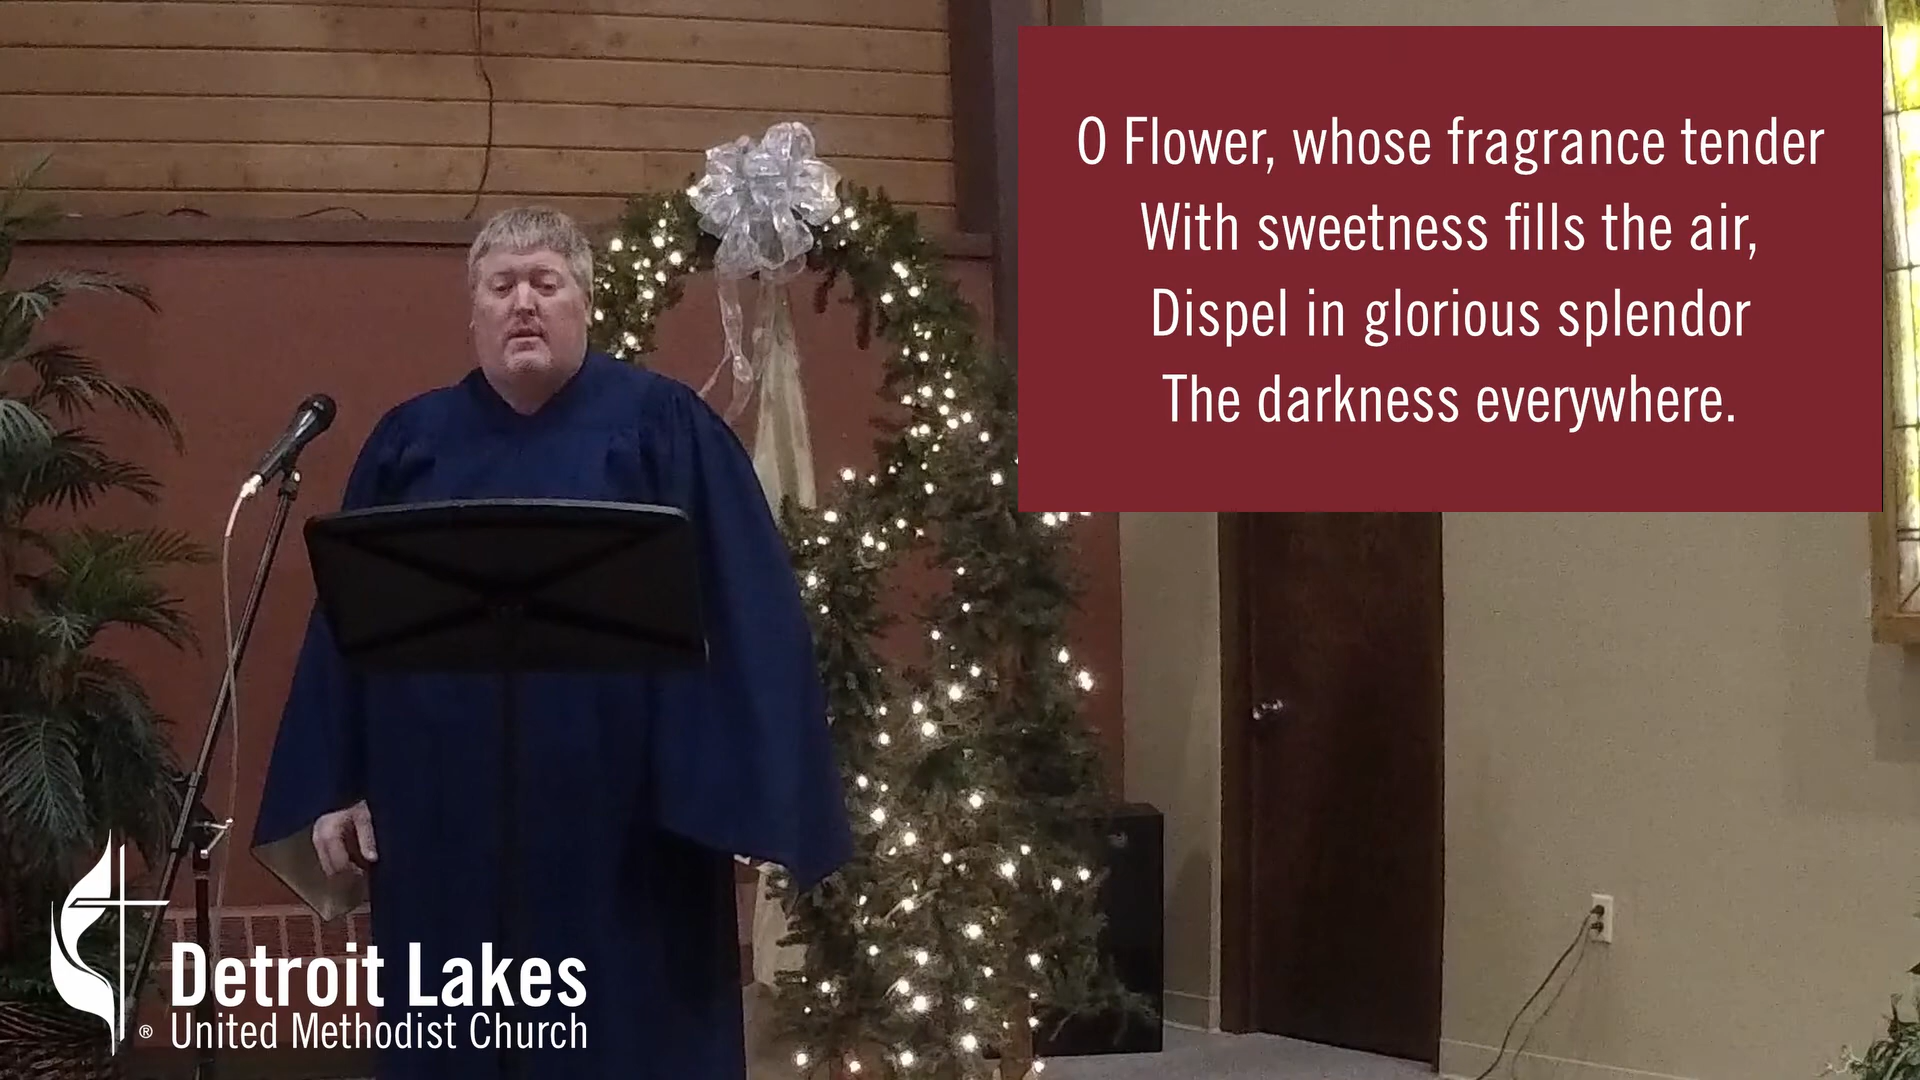 O Flower, whose fragrance tender
With sweetness fills the air,
Dispel in glorious splendor
The darkness everywhere.
Detroit Lakes
® United Methodist Church